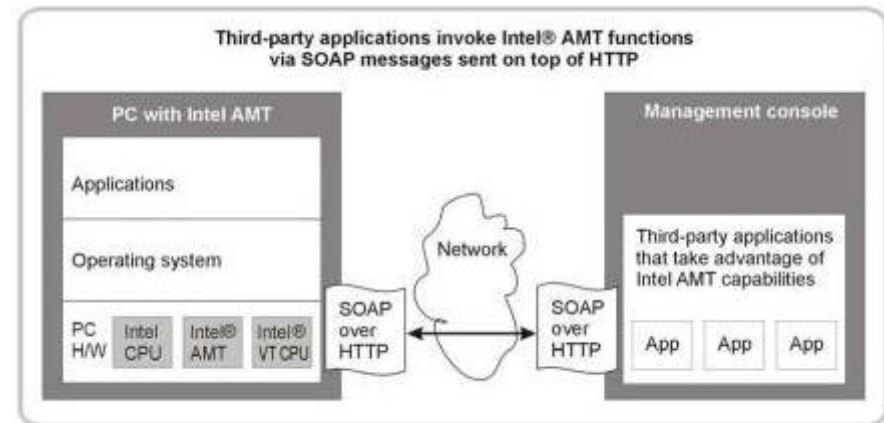 Third-party applications invoke Intel® AMT functions
via SOAP messages sent on top of HTTP
PC with Intel AMT
Applications
Operating system
PC
H/W
Intel
CPU
Intel®
AMT
Intel®
VT CPU
SOAP
over
HTTP
Network
SOAP
over
HTTP
Management console
Third-party applications
that take advantage of
Intel AMT capabilities
App
App
App